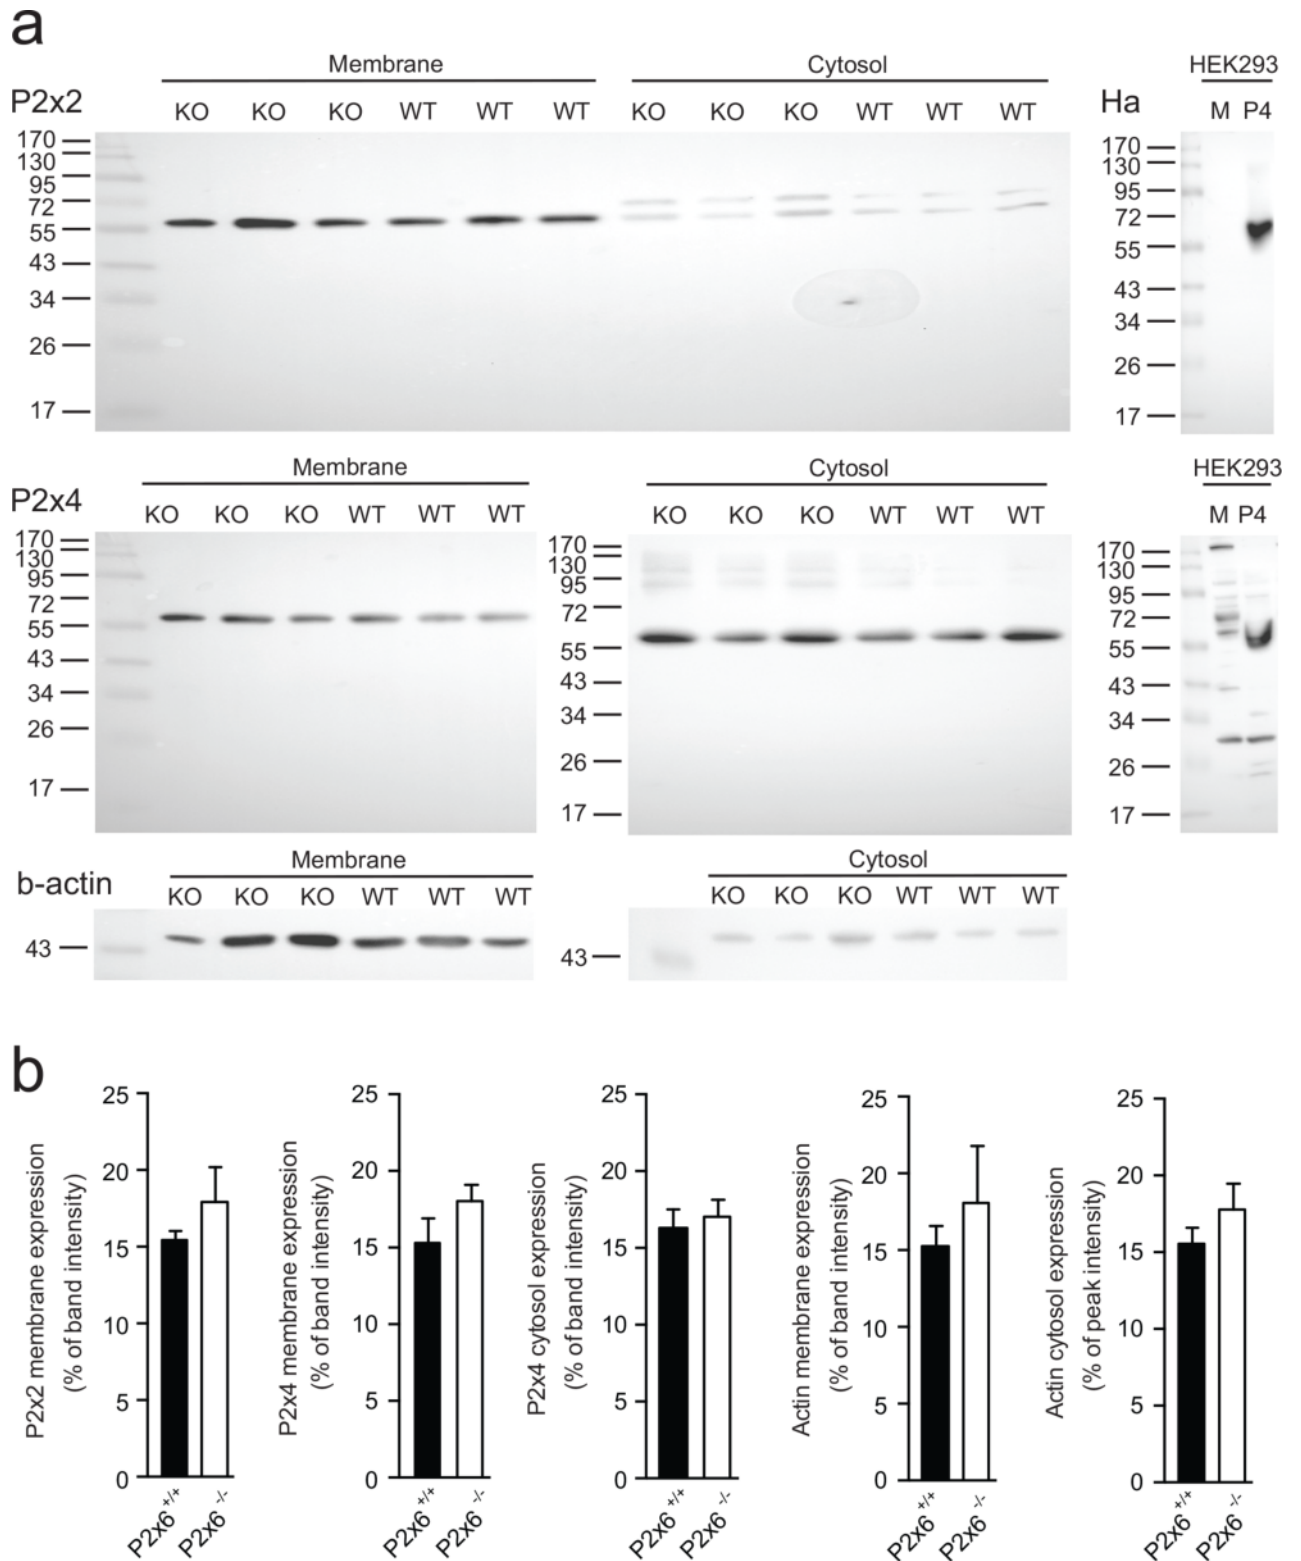 a
Membrane Cytosol HEK293
P2x2 KO KO KO WT WT WT KO KO KO WT WT WT Ha M P4
170 170
130 130
95 95
72 72
55 55
43 43
34 34
26 26
17 17
Membrane Cytosol HEK293
P2x4 KO KO KO WT WT WT KO KO KO WT WT WT M P4
170 170 170
130 130 130
95 95 95
72 72 72
55 55 55
43 43 43
34 34 34
26 26 26
17 17 17
Membrane Cytosol
b-actin KO KO KO WT WT WT KO KO KO WT WT WT
43 43
b
P2x2 membrane expression
(% of band intensity)
25
20
15
10
5
0
P2x6+/+ P2x6-/-
P2x4 membrane expression
(% of band intensity)
25
20
15
10
5
0
P2x6+/+ P2x6-/-
P2x4 cytosol expression
(% of band intensity)
25
20
15
10
5
0
P2x6+/+ P2x6-/-
Actin membrane expression
(% of band intensity)
25
20
15
10
5
0
P2x6+/+ P2x6-/-
Actin cytosol expression
(% of peak intensity)
25
20
15
10
5
0
P2x6+/+ P2x6-/-